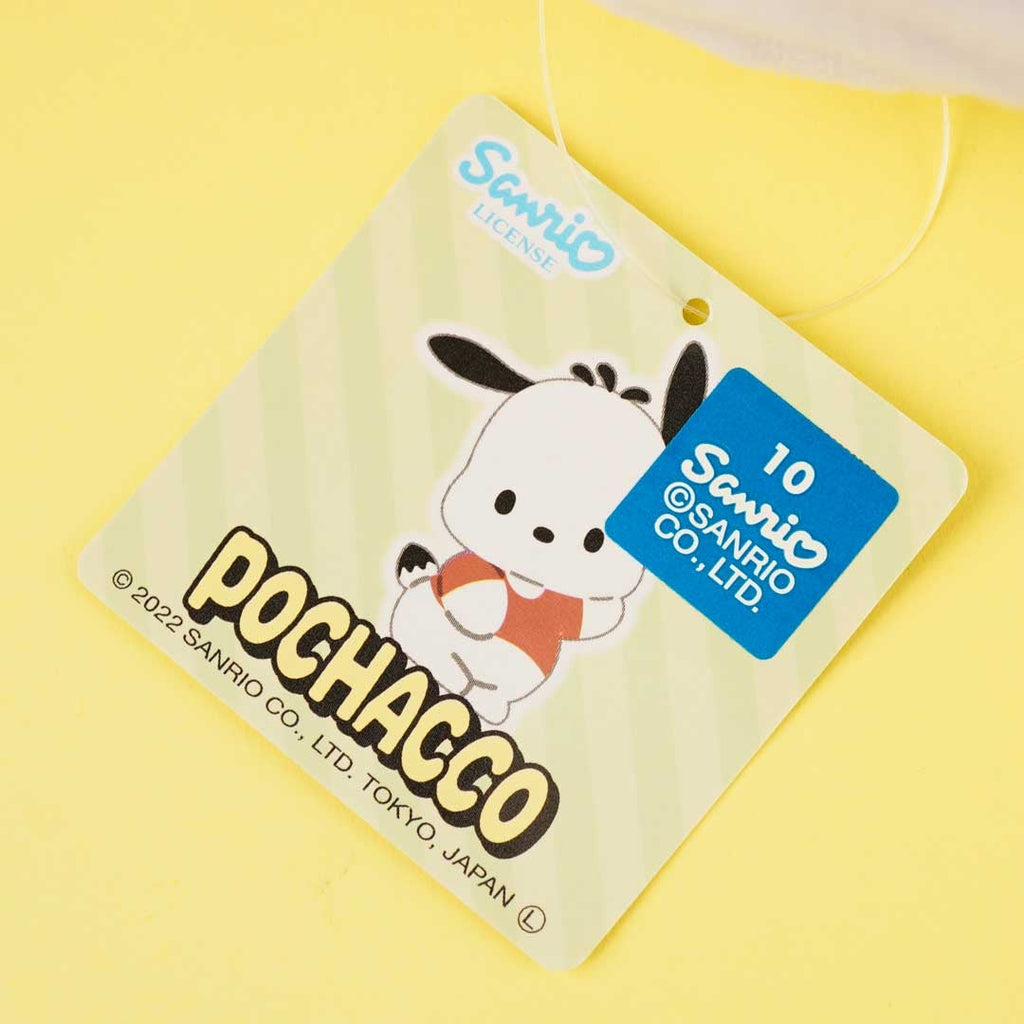 Sanrio
LICENSE
10
Sanrio
©SANRIO
CO., LTD.
POCHACCO
© 2022 SANRIO CO., LTD. TOKYO, JAPAN Ⓛ